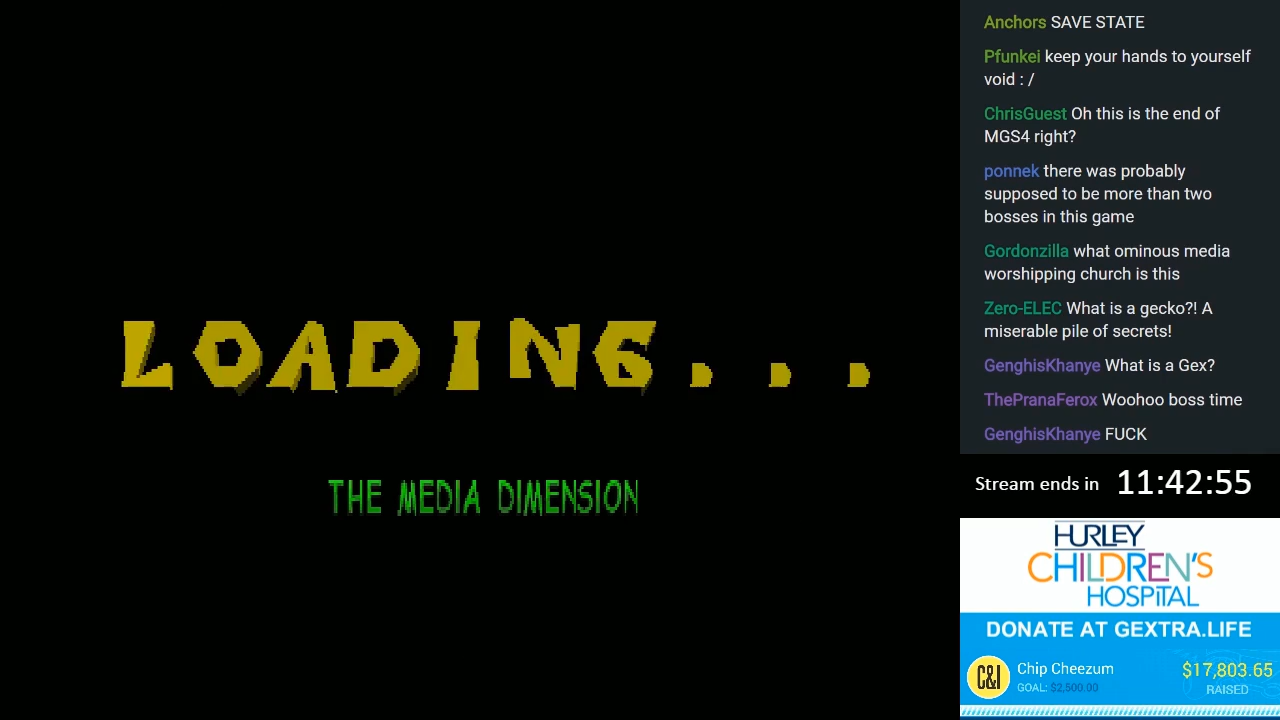 LOADING...
THE MEDIA DIMENSION
Anchors SAVE STATE
Pfunkei keep your hands to yourself
void : /
ChrisGuest Oh this is the end of
MGS4 right?
ponnek there was probably
supposed to be more than two
bosses in this game
Gordonzilla what ominous media
worshipping church is this
Zero-ELEC What is a gecko?! A
miserable pile of secrets!
GenghisKhanye What is a Gex?
ThePranaFerox Woohoo boss time
GenghisKhanye FUCK
Stream ends in 11:42:55
HURLEY
CHILDREN'S
HOSPITAL
DONATE AT GEXTRA.LIFE
C&I Chip Cheezum $17,803.65
GOAL: $2,500.00 RAISED